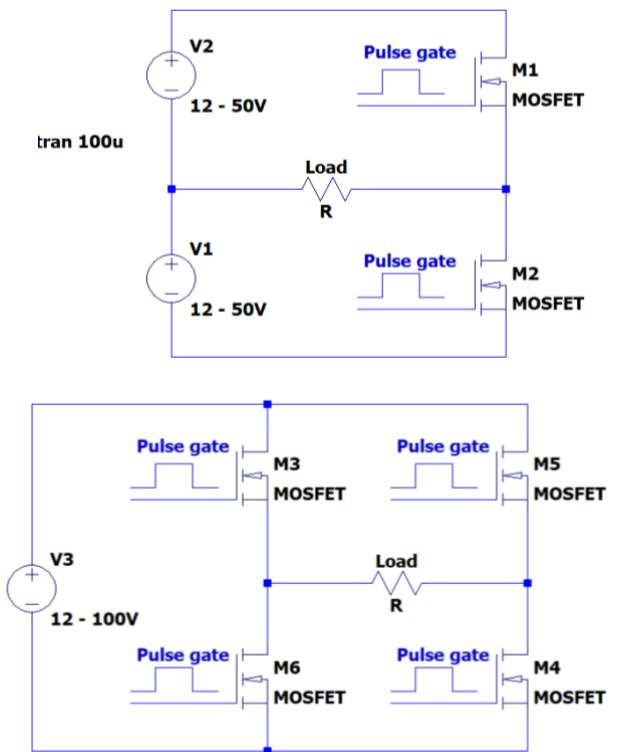 V2
12 - 50V
Pulse gate
M1
MOSFET
tran 100u
Load
R
V1
12 - 50V
Pulse gate
M2
MOSFET
Pulse gate
M3
MOSFET
Pulse gate
M5
MOSFET
V3
12 - 100V
Load
R
Pulse gate
M6
MOSFET
Pulse gate
M4
MOSFET